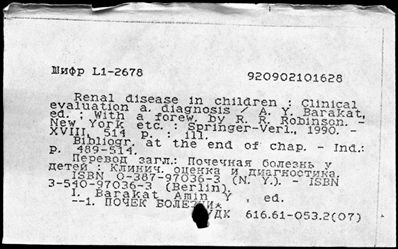 Шифр L1-2678
920902101628
Renal disease in children : Clinical
evaluation a. diagnosis / A. Y. Barakat,
ed. ; With a forew. by R. R. Robinson. -
New York etc. : Springer-Verl., 1990. -
XVIII, 514 p. : ill.
Bibliogr. at the end of chap. - Ind.:
p. 489-514.
Перевод загл.: Почечная болезнь у
детей : Клинич. оценка и диагностика.
ISBN 0-387-97036-3 (N. Y.). - ISBN
3-540-97036-3 (Berlin)
I. Barakat Amin Y , ed.
--1. ПОЧЕК БОЛЕЗНИ*
УДК 616.61-053.2(07)